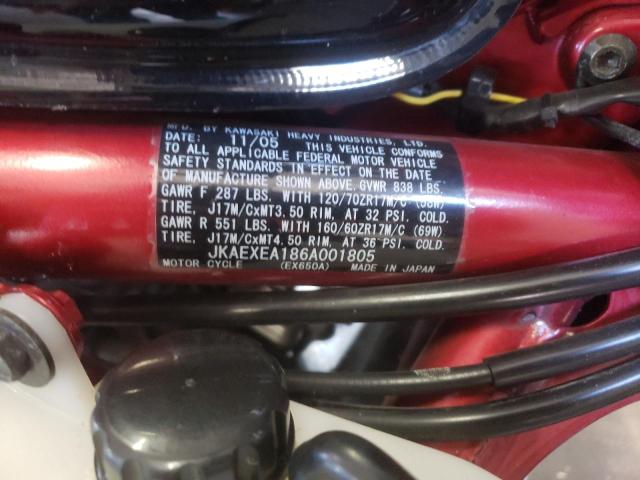 MFD. BY KAWASAKI HEAVY INDUSTRIES, LTD.
DATE: 11/05 THIS VEHICLE CONFORMS
TO ALL APPLICABLE FEDERAL MOTOR VEHICLE
SAFETY STANDARDS IN EFFECT ON THE DATE
OF MANUFACTURE SHOWN ABOVE. GVWR 838 LBS.
GAWR F 287 LBS. WITH 120/70ZR17M/C (58W)
TIRE, J17M/CxMT3.50 RIM, AT 32 PSI. COLD.
GAWR R 551 LBS. WITH 160/60ZR17M/C (69W)
TIRE, J17M/CxMT4.50 RIM, AT 36 PSI. COLD.
JKAEXEA186A001805
MOTOR CYCLE (EX650A) MADE IN JAPAN